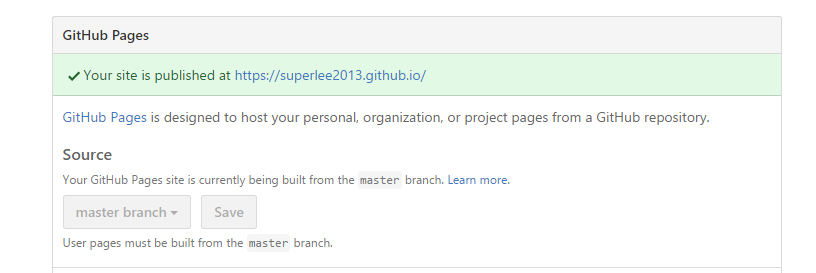 GitHub Pages
Your site is published at https://superlee2013.github.io/
GitHub Pages is designed to host your personal, organization, or project pages from a GitHub repository.
Source
Your GitHub Pages site is currently being built from the master branch. Learn more.
master branch Save
User pages must be built from the master branch.